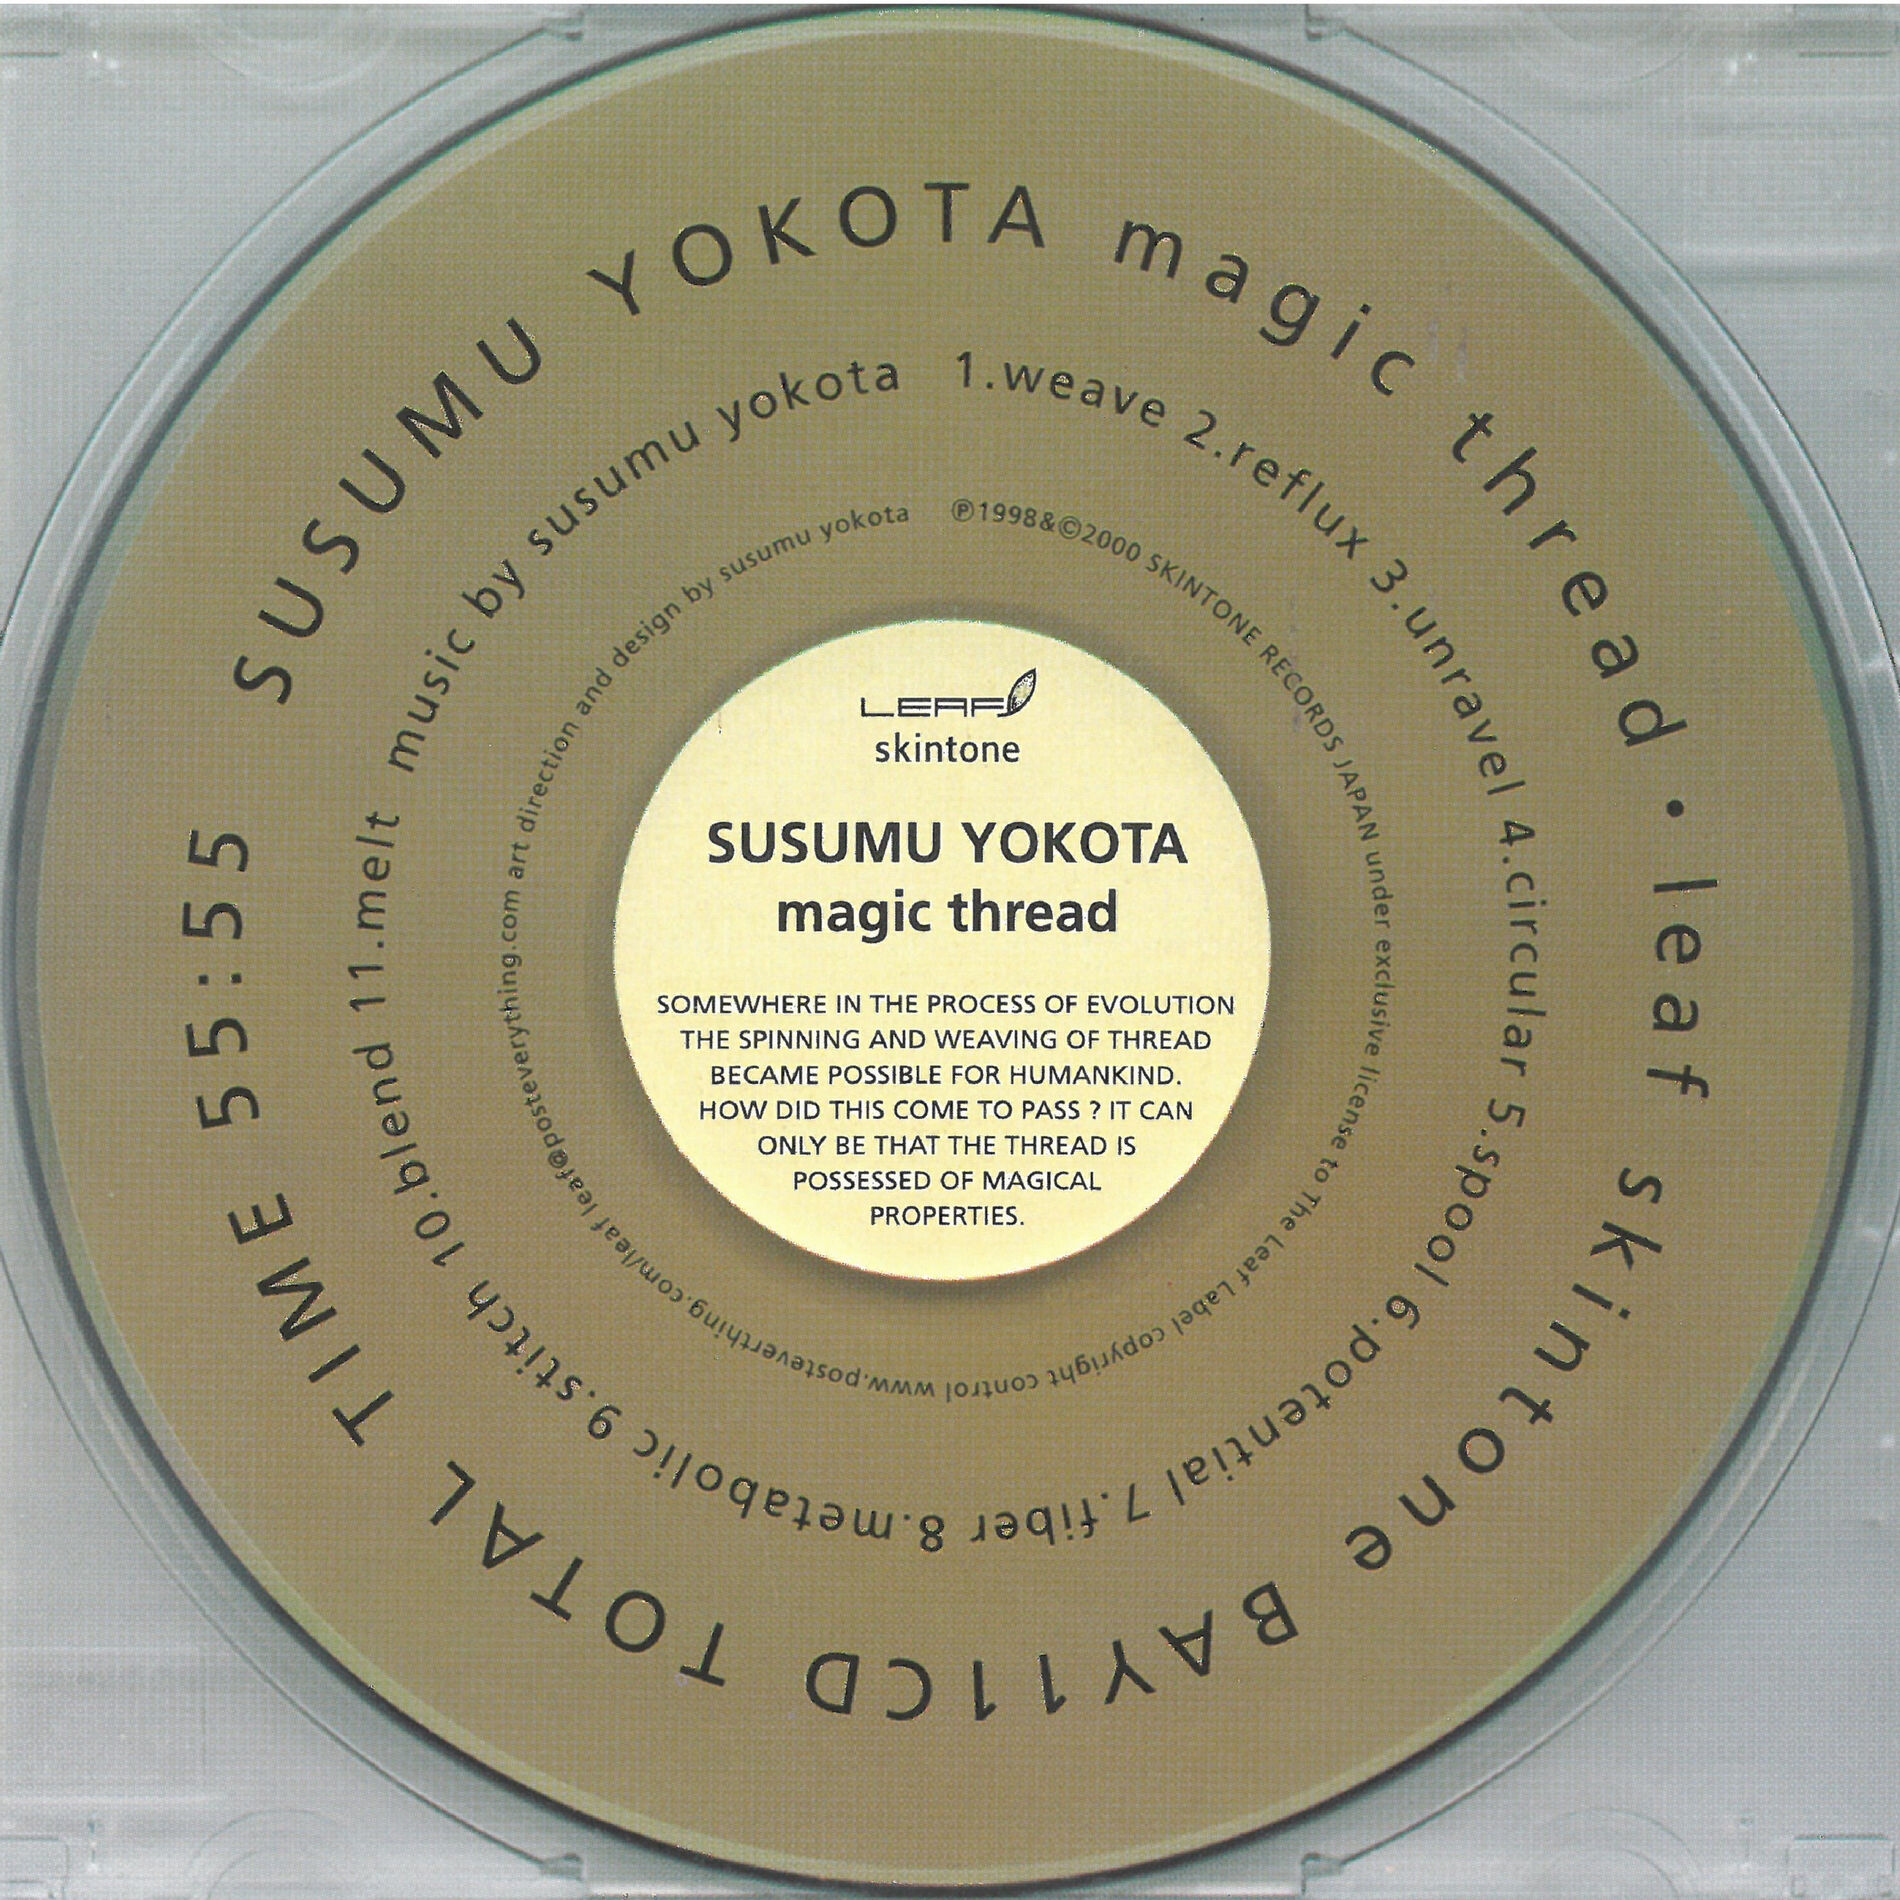 SUSUMU YOKOTA magic thread · leaf skintone BAY11CD TOTAL TIME 55:55
1.weave 2.reflux 3.unravel 4.circular 5.spool 6.potential 7.fiber 8.metabolic 9.stitch 10.blend 11.melt music by susumu yokota
℗1998&©2000 SKINTONE RECORDS JAPAN under exclusive license to The Leaf Label copyright control www.posteverthing.com/leaf leaf@posteverything.com art direction and design by susumu yokota
LEAF
skintone
SUSUMU YOKOTA
magic thread
SOMEWHERE IN THE PROCESS OF EVOLUTION
THE SPINNING AND WEAVING OF THREAD
BECAME POSSIBLE FOR HUMANKIND.
HOW DID THIS COME TO PASS ? IT CAN
ONLY BE THAT THE THREAD IS
POSSESSED OF MAGICAL
PROPERTIES.